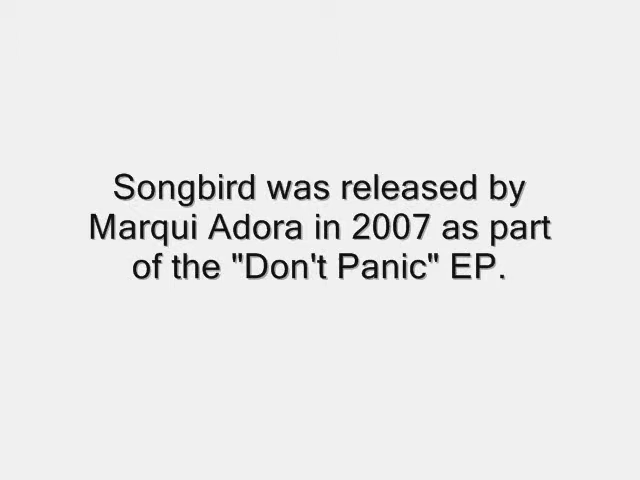 Songbird was released by
Marqui Adora in 2007 as part
of the "Don't Panic" EP.